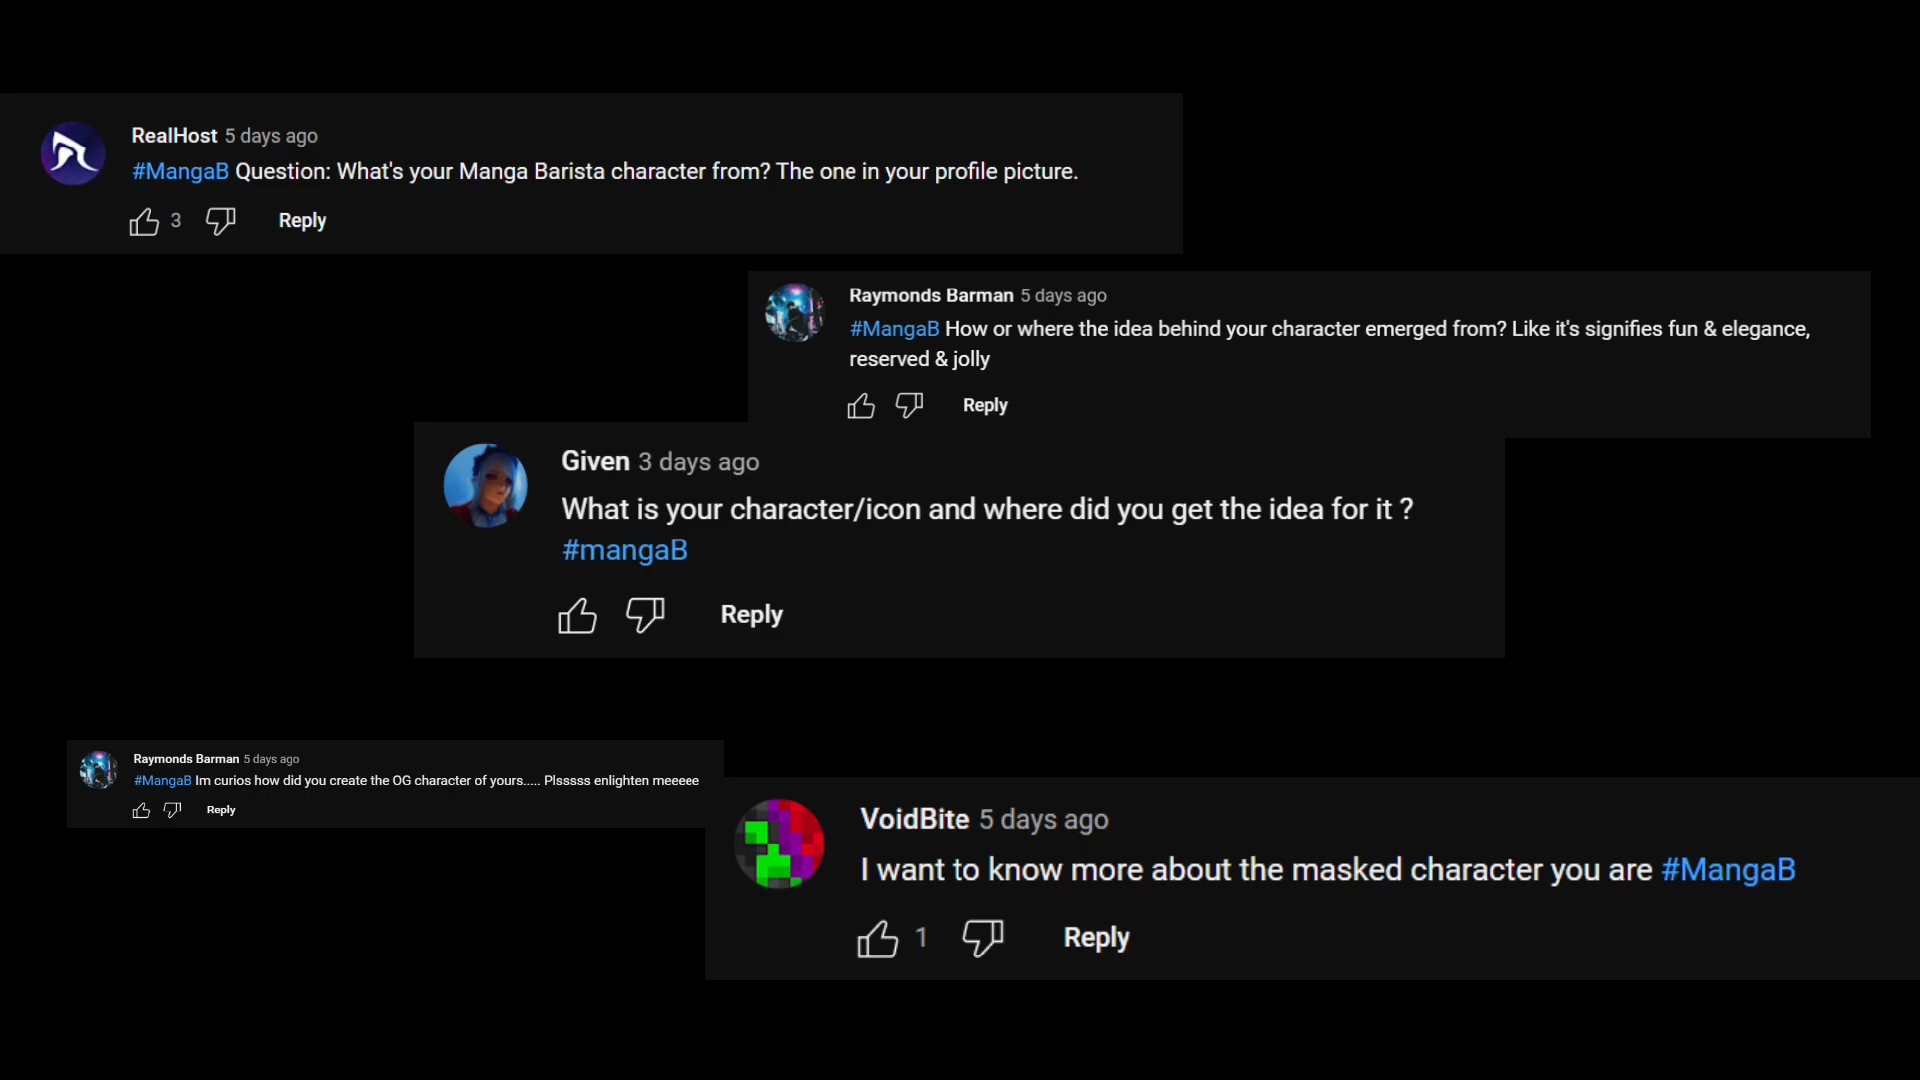 RealHost 5 days ago
#MangaB Question: What's your Manga Barista character from? The one in your profile picture.
3 Reply
Raymonds Barman 5 days ago
#MangaB How or where the idea behind your character emerged from? Like it's signifies fun & elegance,
reserved & jolly
Reply
Given 3 days ago
What is your character/icon and where did you get the idea for it ?
#mangaB
Reply
Raymonds Barman 5 days ago
#MangaB Im curios how did you create the OG character of yours..... Plsssss enlighten meeeee
Reply
VoidBite 5 days ago
I want to know more about the masked character you are #MangaB
1 Reply